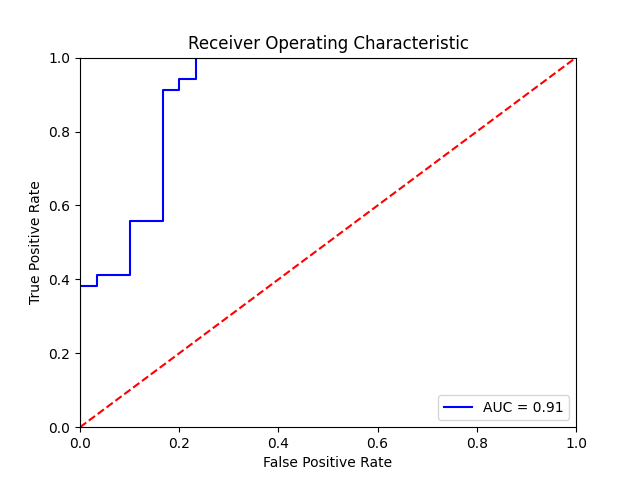 Receiver Operating Characteristic
True Positive Rate
1.0
0.8
0.6
0.4
0.2
0.0
0.0 0.2 0.4 0.6 0.8 1.0
False Positive Rate
AUC = 0.91